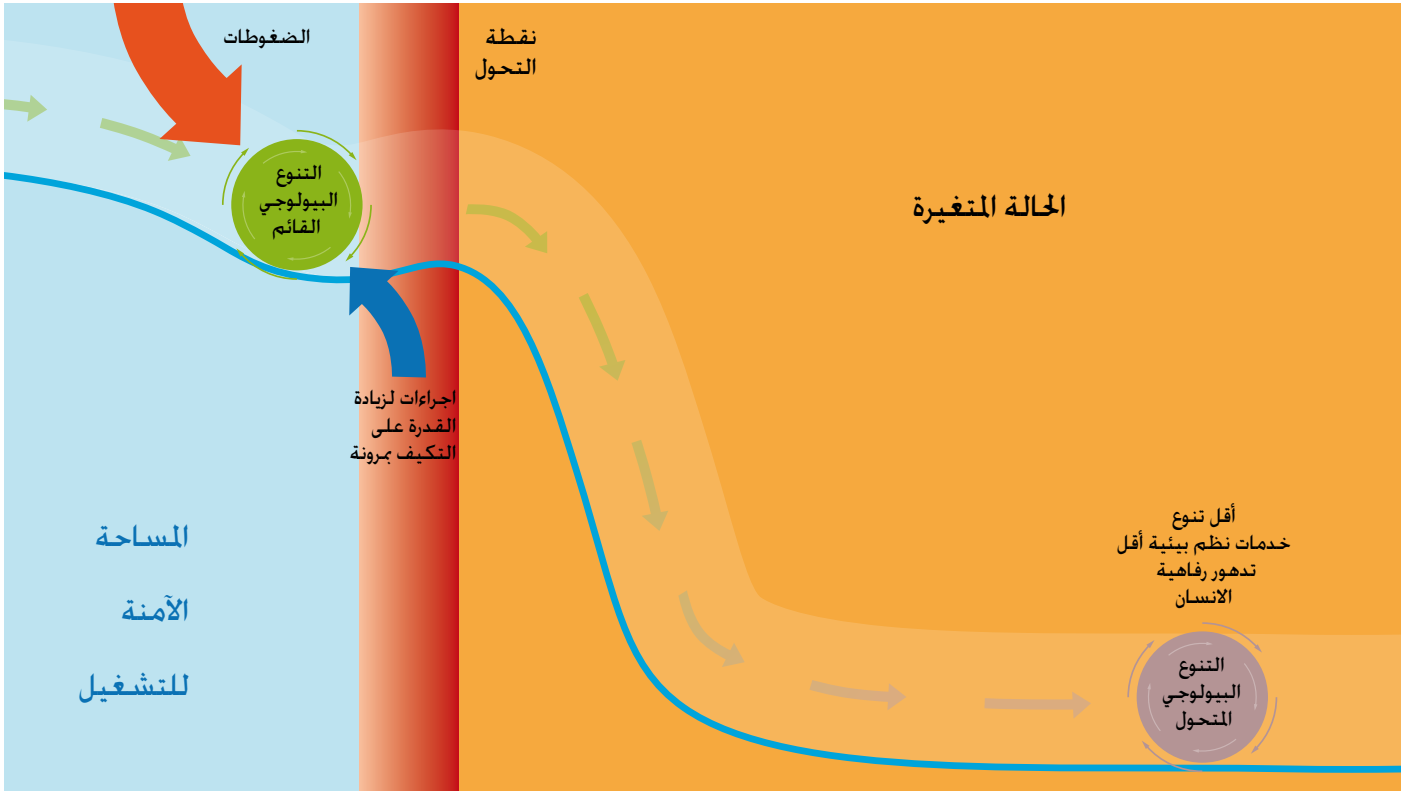 الضغوطات
نقطة
التحول
التنوع
البيولوجي
القائم
الحالة المتغيرة
اجراءات لزيادة
القدرة على
التكيف بمرونة
المساحة
الآمنة
للتشغيل
أقل تنوع
خدمات نظم بيئية أقل
تدهور رفاهية
الانسان
التنوع
البيولوجي
المتحول